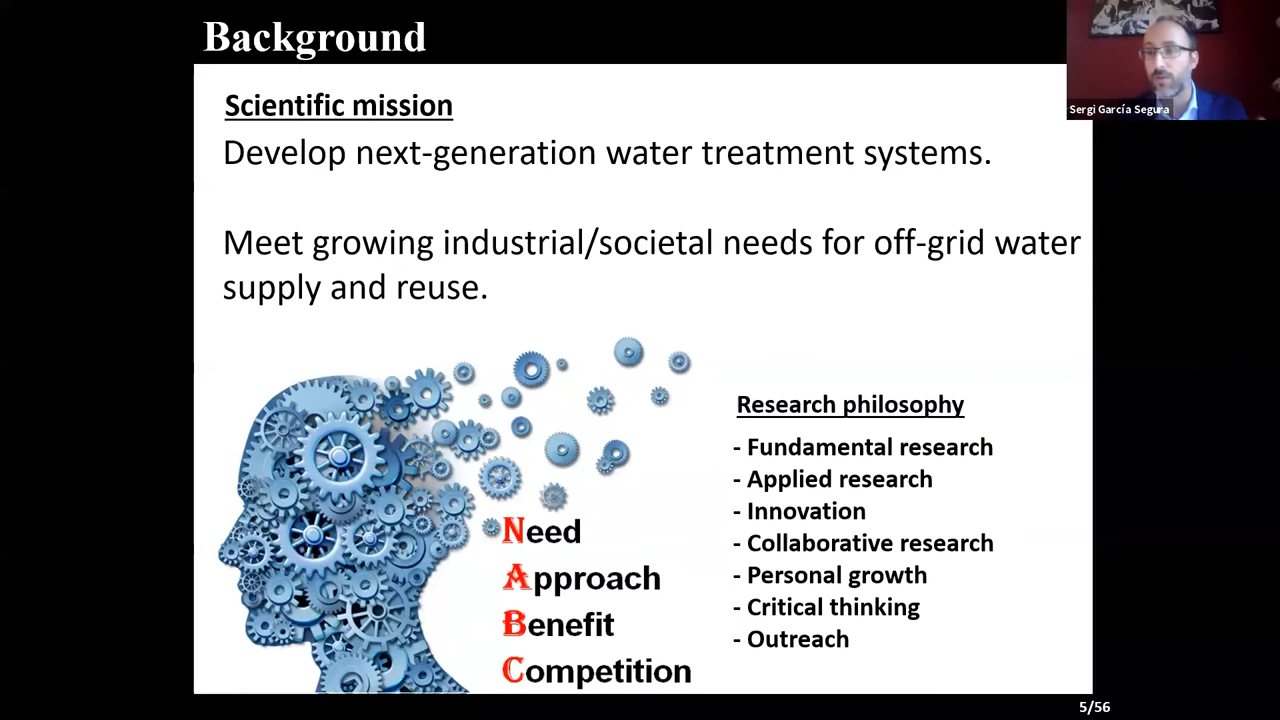 Background
Sergi García Segura
Scientific mission
Develop next-generation water treatment systems.
Meet growing industrial/societal needs for off-grid water
supply and reuse.
Need
Approach
Benefit
Competition
Research philosophy
- Fundamental research
- Applied research
- Innovation
- Collaborative research
- Personal growth
- Critical thinking
- Outreach
5/56